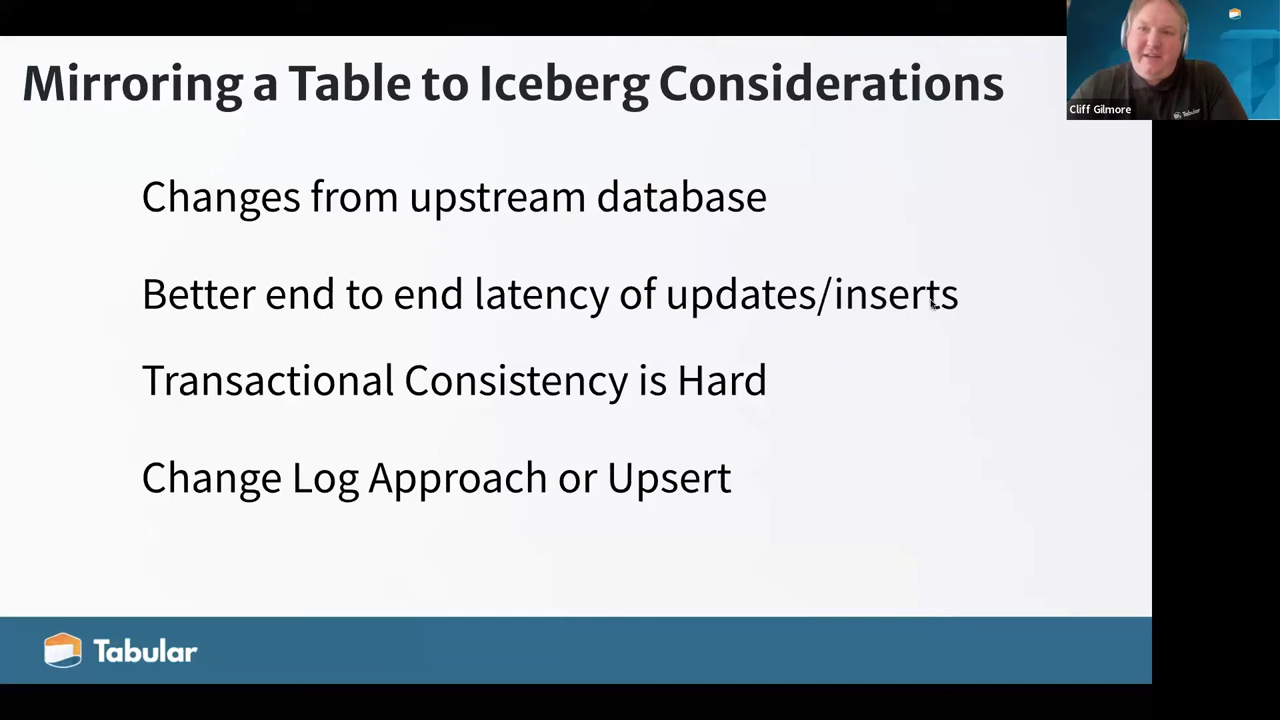 Mirroring a Table to Iceberg Considerations
Cliff Gilmore
Tabular
Changes from upstream database
Better end to end latency of updates/inserts
Transactional Consistency is Hard
Change Log Approach or Upsert
Tabular